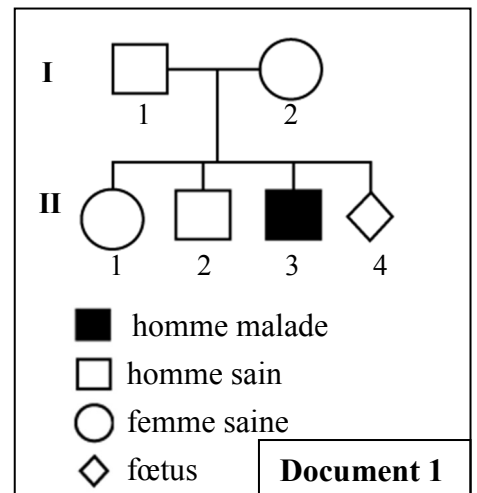 I
1 2
II
1 2 3 4
homme malade
homme sain
femme saine
fœtus
Document 1